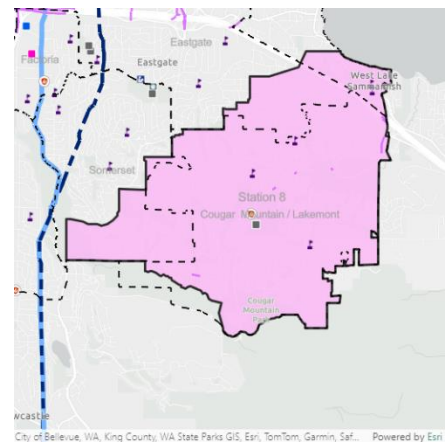 Eastgate
Eastgate
Factoria
West Lake
Sammamish
Somerset
Station 8
Cougar Mountain / Lakemont
Cougar
Mountain
Park
wcastle
City of Bellevue, WA, King County, WA State Parks GIS, Esri, TomTom, Garmin, Saf... Powered by Esri